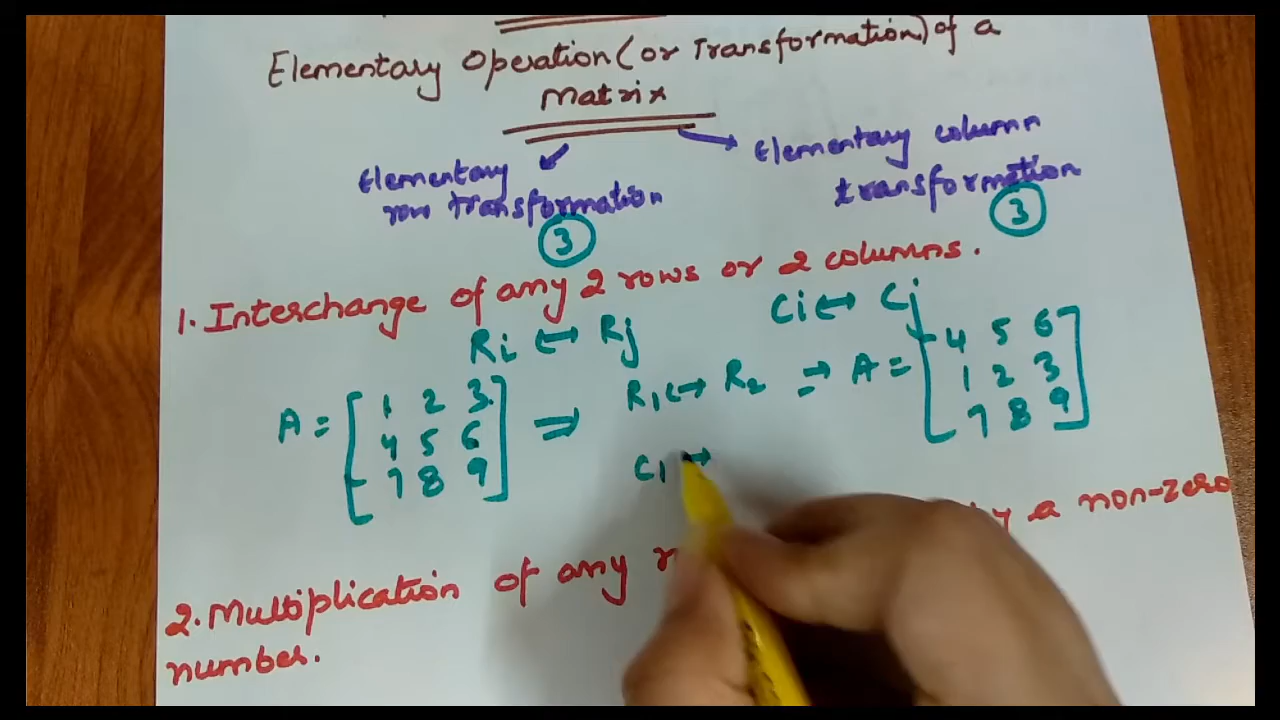 Elementary Operation (or Transformation) of a
Matrix
Elementary
row transformation
3
Elementary column
transformation
3
1. Interchange of any 2 rows or 2 columns.
Ri ↔ Rj
Ci ↔ Cj
A = [ 1 2 3
4 5 6
7 8 9 ]
⇒
R1 ↔ R2 ⇒ A = [ 4 5 6
1 2 3
7 8 9 ]
C1 ↔
2. Multiplication of any by a non-zero
number.